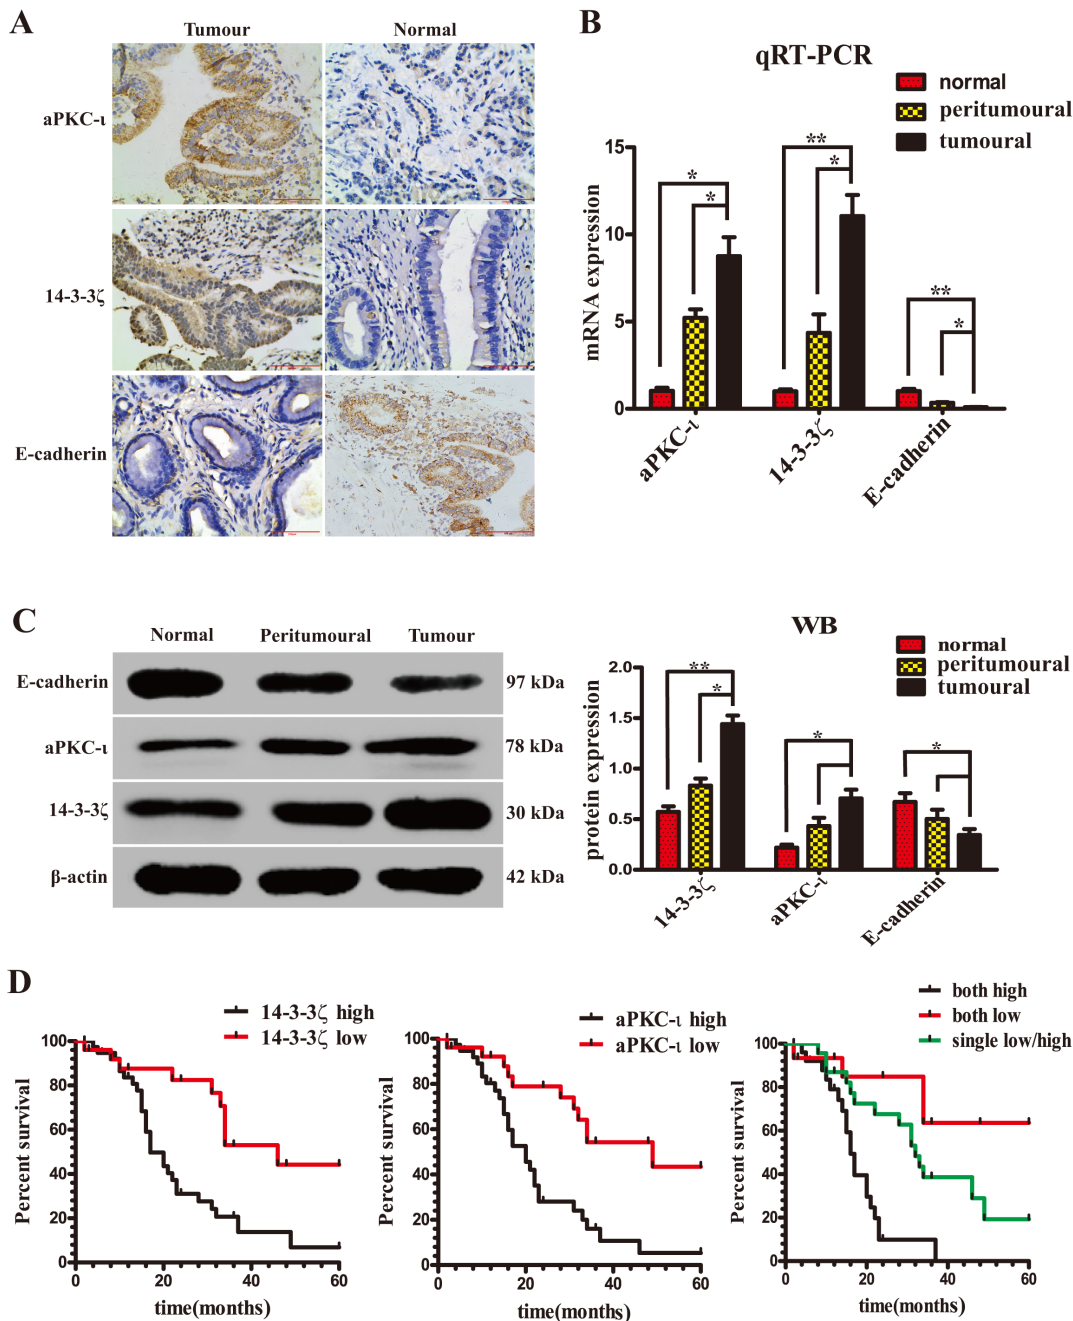 A
Tumour
Normal
aPKC-ι
14-3-3ζ
E-cadherin
B
qRT-PCR
normal
peritumoural
tumoural
mRNA expression
15
10
5
0
**
*
*
*
**
*
aPKC-ι
14-3-3ζ
E-cadherin
C
Normal
Peritumoural
Tumour
E-cadherin
97 kDa
aPKC-ι
78 kDa
14-3-3ζ
30 kDa
β-actin
42 kDa
WB
normal
peritumoural
tumoural
protein expression
2.0
1.5
1.0
0.5
0.0
**
*
*
*
14-3-3ζ
aPKC-ι
E-cadherin
D
14-3-3ζ high
14-3-3ζ low
Percent survival
100
80
60
40
20
0
0
20
40
60
time(months)
aPKC-ι high
aPKC-ι low
Percent survival
100
80
60
40
20
0
0
20
40
60
time(months)
both high
both low
single low/high
Percent survival
100
80
60
40
20
0
0
20
40
60
time(months)